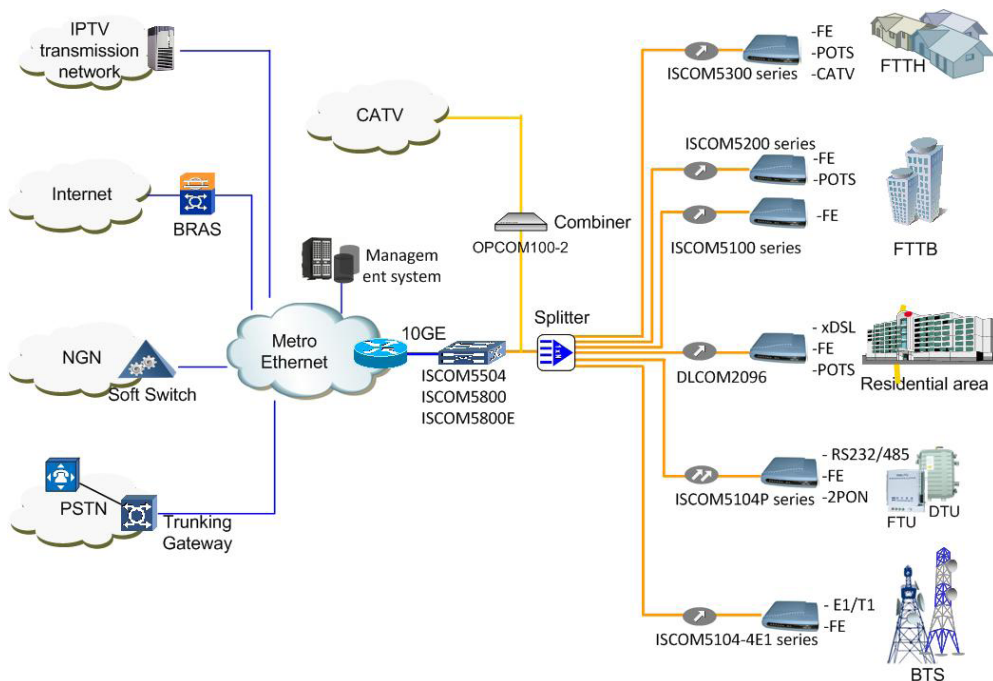 IPTV
transmission
network
CATV
Internet
BRAS
Managem
ent system
Combiner
OPCOM100-2
Metro
Ethernet
10GE
ISCOM5504
ISCOM5800
ISCOM5800E
Splitter
NGN
Soft Switch
PSTN
Trunking
Gateway
ISCOM5300 series
-FE
-POTS
-CATV
FTTH
ISCOM5200 series
-FE
-POTS
-FE
ISCOM5100 series
FTTB
- xDSL
-FE
-POTS
DLCOM2096
Residential area
- RS232/485
-FE
-2PON
ISCOM5104P series
FTU
DTU
- E1/T1
-FE
ISCOM5104-4E1 series
BTS